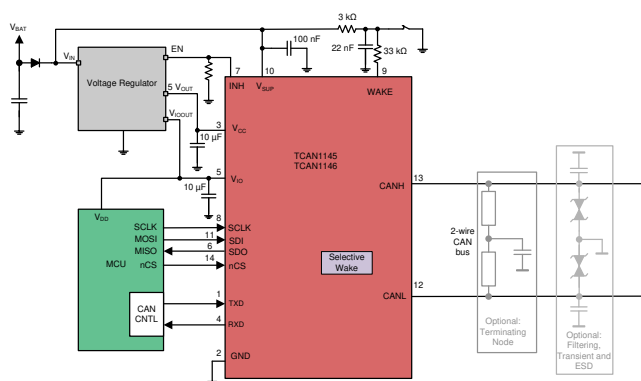 VBAT
VIN
Voltage Regulator
EN
5 VOUT
VIOOUT
3 kΩ
22 nF
33 kΩ
100 nF
7
10
9
INH
VSUP
WAKE
3
VCC
10 µF
TCAN1145
TCAN1146
5
VIO
10 µF
13
CANH
VDD
MCU
SCLK
MOSI
MISO
nCS
8
11
6
14
SCLK
SDI
SDO
nCS
Selective
Wake
2-wire
CAN
bus
CAN
CNTL
1
4
TXD
RXD
12
CANL
2
GND
Optional:
Terminating
Node
Optional:
Filtering,
Transient and
ESD